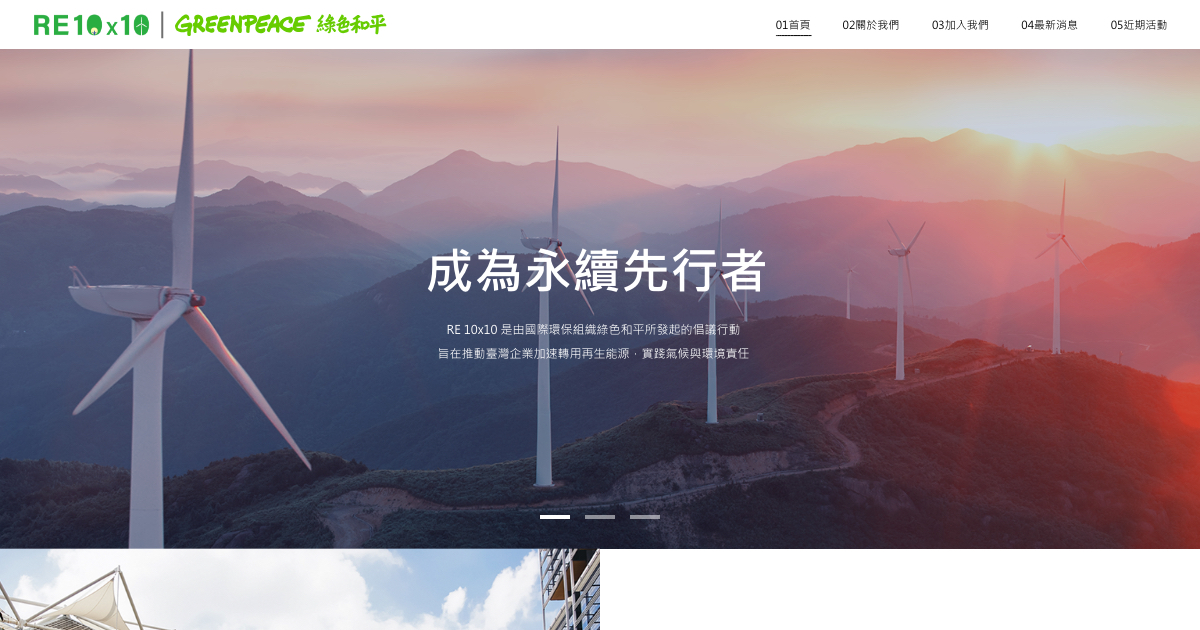 RE10x10 | GREENPEACE 綠色和平
01首頁 02關於我們 03加入我們 04最新消息 05近期活動
成為永續先行者
RE 10x10 是由國際環保組織綠色和平所發起的倡議行動
旨在推動臺灣企業加速轉用再生能源，實踐氣候與環境責任